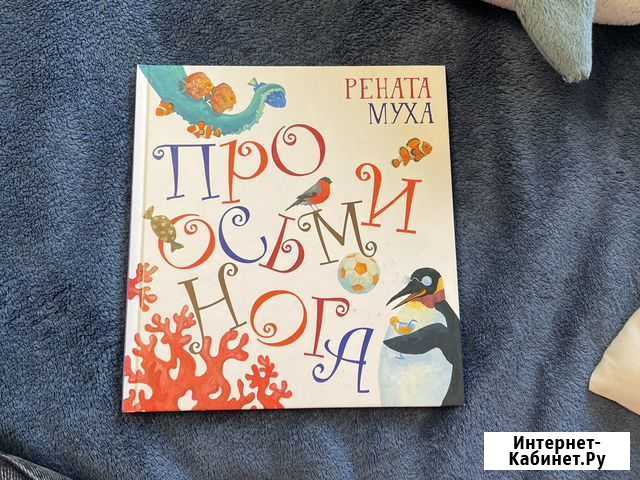 РЕНАТА
МУХА
ПРО
ОСЬМИ
НОГА
Интернет-
Кабинет.Ру